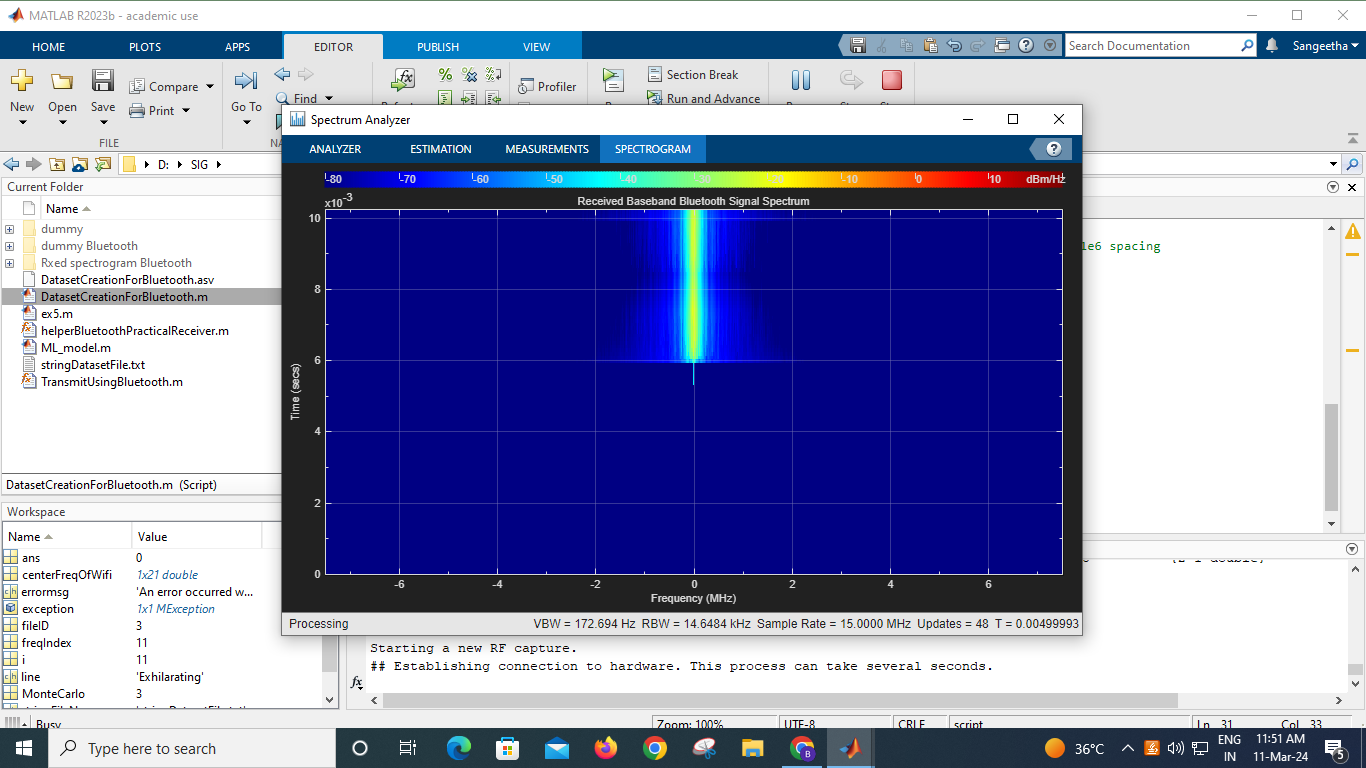 MATLAB R2023b - academic use
HOME PLOTS APPS EDITOR PUBLISH VIEW Search Documentation Sangeetha
New Open Save Compare Print Go To Find Profiler Section Break Run and Advance
FILE
D: SIG
Current Folder
Name
dummy
dummy Bluetooth
Rxed spectrogram Bluetooth
DatasetCreationForBluetooth.asv
DatasetCreationForBluetooth.m
ex5.m
helperBluetoothPracticalReceiver.m
ML_model.m
stringDatasetFile.txt
TransmitUsingBluetooth.m
DatasetCreationForBluetooth.m (Script)
Workspace
Name Value
ans 0
centerFreqOfWifi 1x21 double
errormsg 'An error occurred w...
exception 1x1 MException
fileID 3
freqIndex 11
i 11
line 'Exhilarating'
MonteCarlo 3
Spectrum Analyzer
ANALYZER ESTIMATION MEASUREMENTS SPECTROGRAM
-80 -70 -60 -50 -40 -30 -20 -10 0 10 dBm/Hz
x10-3
Received Baseband Bluetooth Signal Spectrum
10
8
6
4
2
0
Time (secs)
-6 -4 -2 0 2 4 6
Frequency (MHz)
Processing VBW = 172.694 Hz RBW = 14.6484 kHz Sample Rate = 15.0000 MHz Updates = 48 T = 0.00499993
1e6 spacing
Starting a new RF capture.
## Establishing connection to hardware. This process can take several seconds.
fx
Busy
Zoom: 100% UTF-8 CRLF script Ln 31 Col 33
Type here to search
36°C
ENG
IN
11:51 AM
11-Mar-24
5